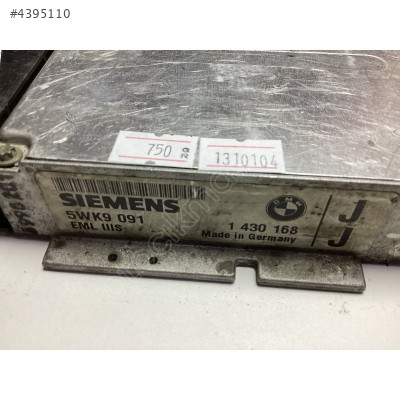 #4395110
750
1310104
SIEMENS
5WK9 091
EML IIIS
1 430 168
Made in Germany
J
J